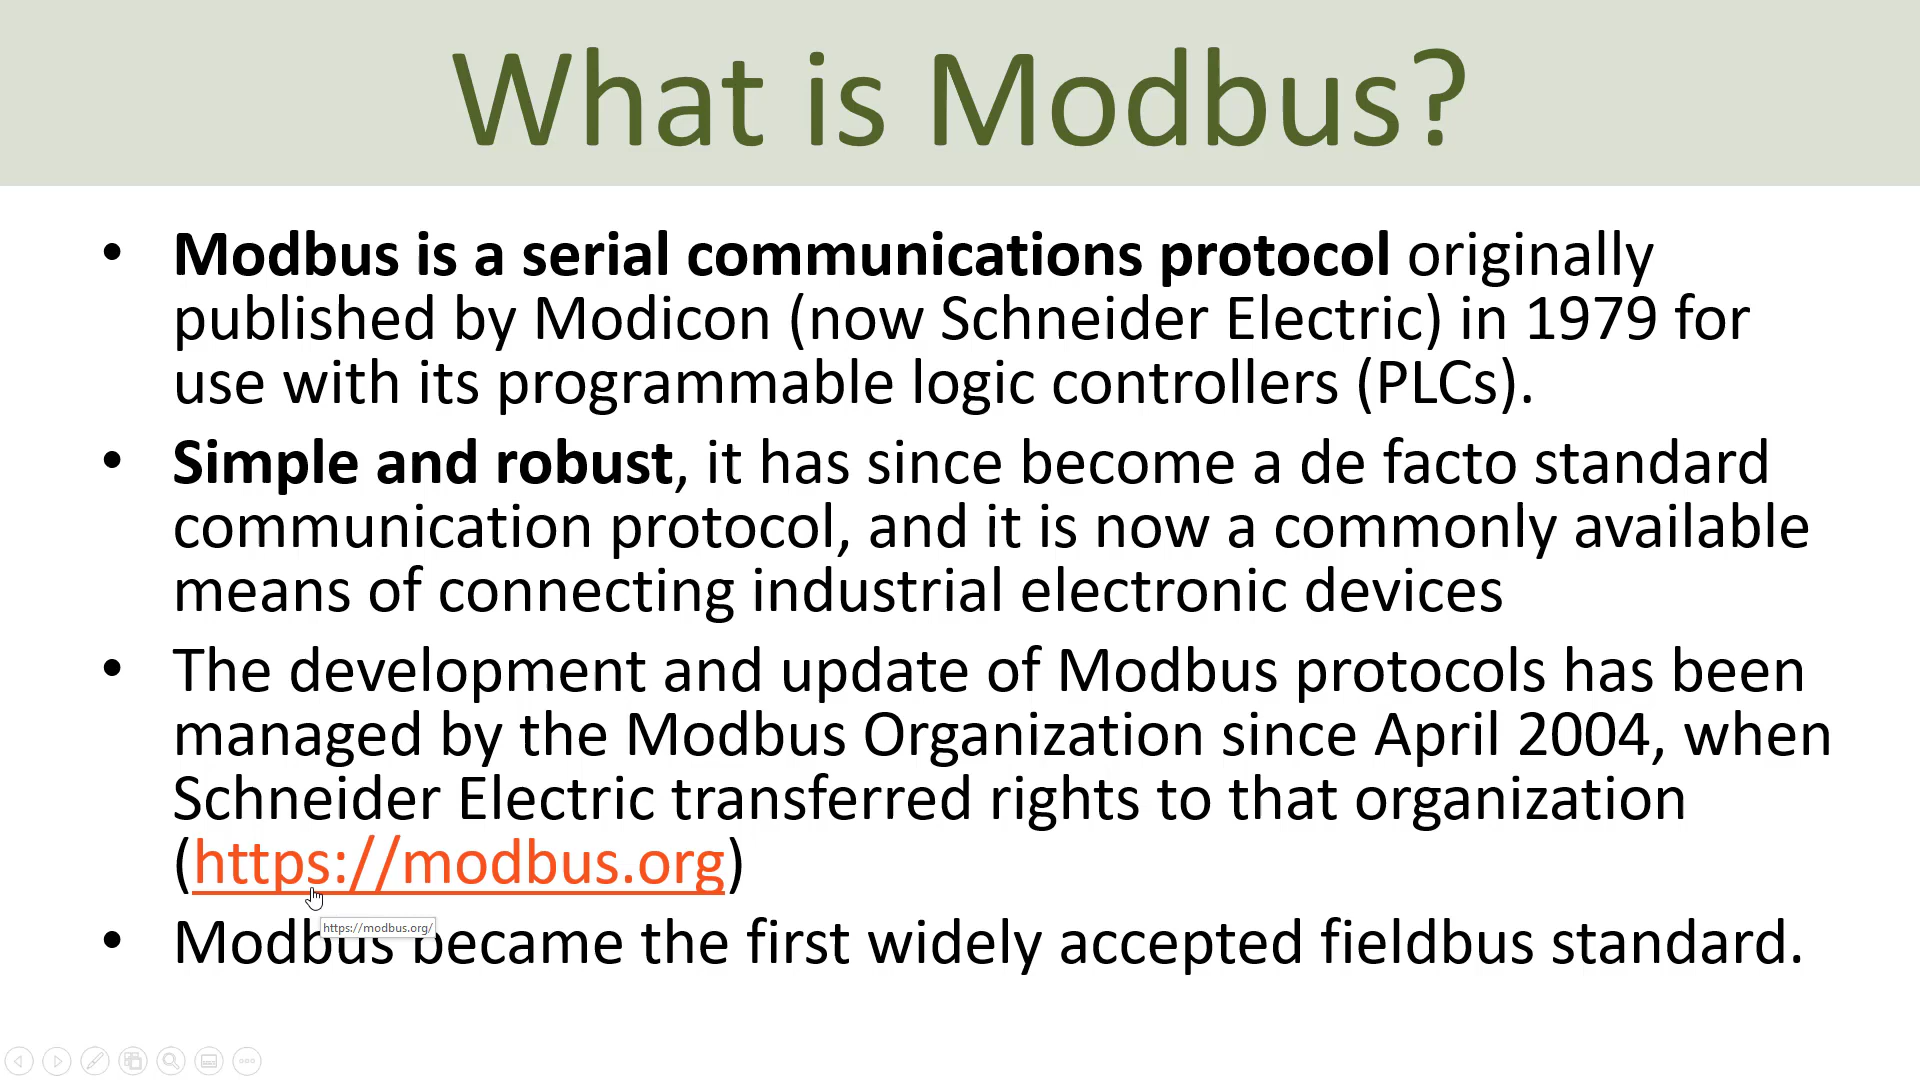 What is Modbus?
• Modbus is a serial communications protocol originally
published by Modicon (now Schneider Electric) in 1979 for
use with its programmable logic controllers (PLCs).
• Simple and robust, it has since become a de facto standard
communication protocol, and it is now a commonly available
means of connecting industrial electronic devices
• The development and update of Modbus protocols has been
managed by the Modbus Organization since April 2004, when
Schneider Electric transferred rights to that organization
(https://modbus.org)
https://modbus.org/
• Modbus became the first widely accepted fieldbus standard.